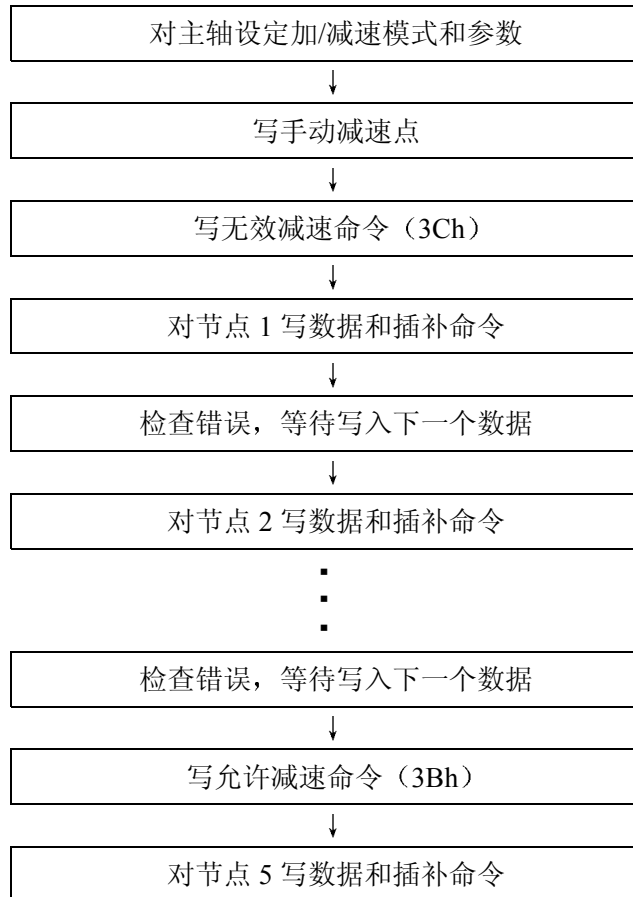 对主轴设定加/减速模式和参数
写手动减速点
写无效减速命令（3Ch）
对节点 1 写数据和插补命令
检查错误，等待写入下一个数据
对节点 2 写数据和插补命令
检查错误，等待写入下一个数据
写允许减速命令（3Bh）
对节点 5 写数据和插补命令